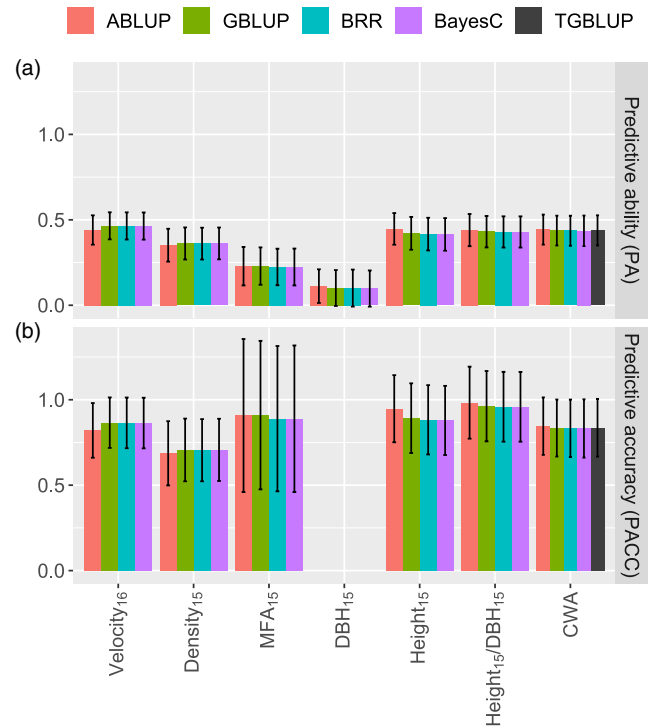 ABLUP GBLUP BRR BayesC TGBLUP
(a)
1.0
0.5
0.0
Predictive ability (PA)
(b)
1.0
0.5
0.0
Predictive accuracy (PACC)
Velocity₁₆
Density₁₅
MFA₁₅
DBH₁₅
Height₁₅
Height₁₅/DBH₁₅
CWA